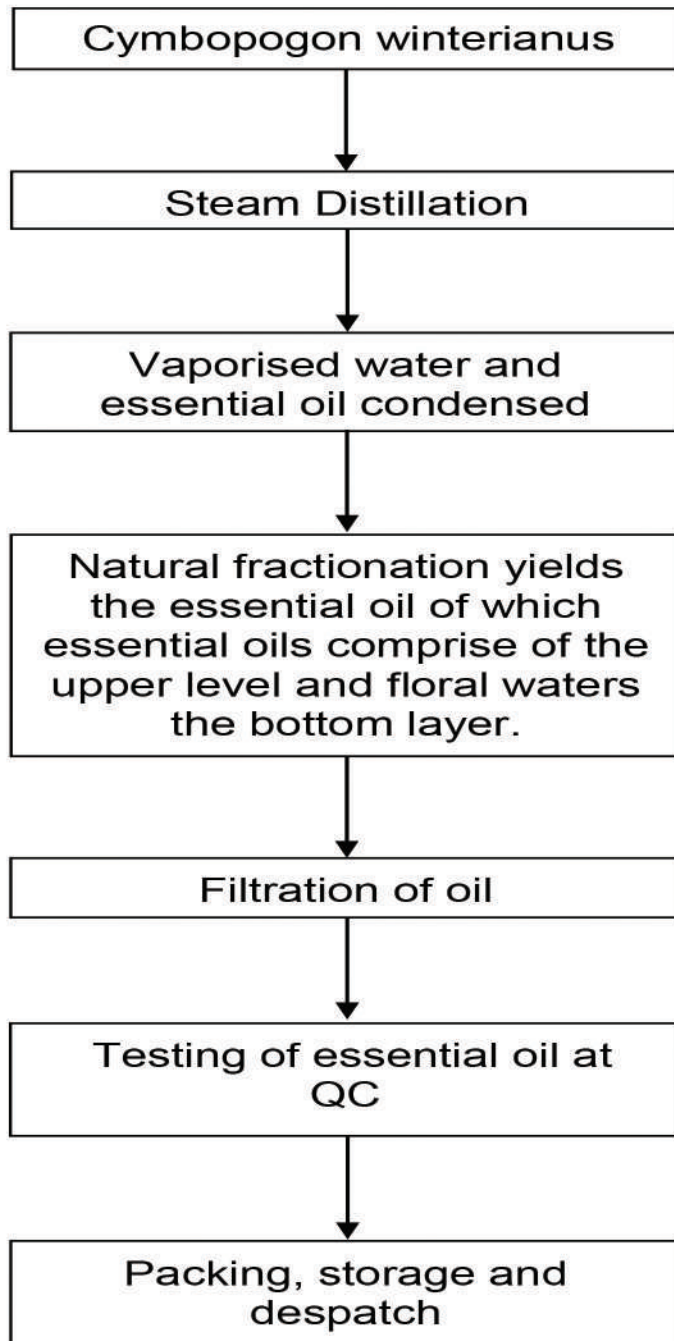 Cymbopogon winterianus
Steam Distillation
Vaporised water and
essential oil condensed
Natural fractionation yields
the essential oil of which
essential oils comprise of the
upper level and floral waters
the bottom layer.
Filtration of oil
Testing of essential oil at
QC
Packing, storage and
despatch